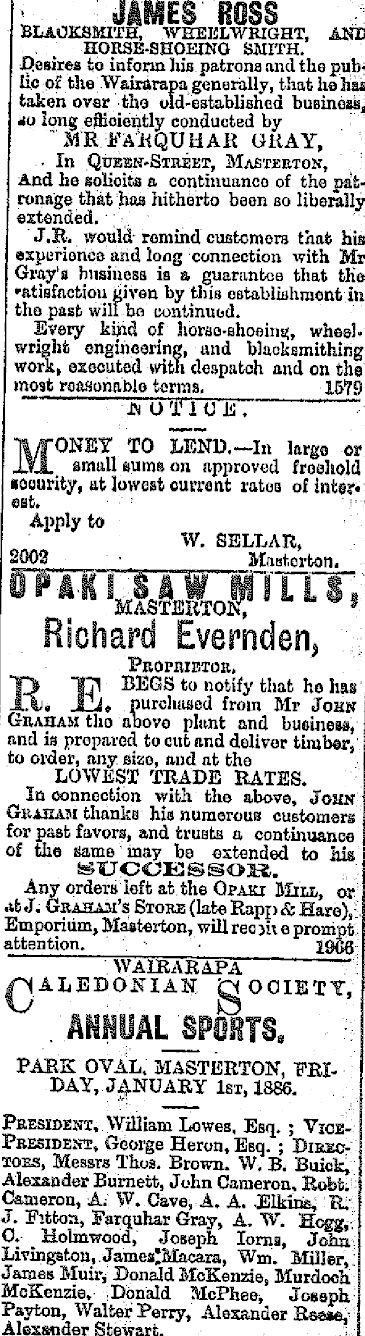 JAMES ROSS
BLACKSMITH, WHEELWRIGHT, AND
HORSE-SHOEING SMITH.
Desires to inform his patrons and the pub-
lic of the Wairarapa generally, that he has
taken over the old-established business,
so long efficiently conducted by
MR FARQUHAR GRAY,
In QUEEN-STREET, MASTERTON,
And he solicits a continuance of the pat-
ronage that has hitherto been so liberally
extended.
J.R. would remind customers that his
experience and long connection with Mr
Gray's business is a guarantee that the
satisfaction given by this establishment in
the past will be continued.
Every kind of horse-shoeing, wheel-
wright engineering, and blacksmithing
work, executed with despatch and on the
most reasonable terms. 1579
NOTICE.
MONEY TO LEND.—In large or
small sums on approved freehold
security, at lowest current rates of inter-
est.
Apply to
W. SELLAR,
2002 Masterton.
OPAKI SAW MILLS,
MASTERTON,
Richard Evernden,
PROPRIETOR.
R. E. BEGS to notify that he has
purchased from Mr JOHN
GRAHAM the above plant and business,
and is prepared to cut and deliver timber,
to order, any size, and at the
LOWEST TRADE RATES.
In connection with the above, JOHN
GRAHAM thanks his numerous customers
for past favors, and trusts a continuance
of the same may be extended to his
SUCCESSOR.
Any orders left at the OPAKI MILL, or
at J. GRAHAM'S STORE (late Rapp & Hare),
Emporium, Masterton, will receive prompt
attention. 1966
WAIRARAPA
CALEDONIAN SOCIETY,
ANNUAL SPORTS.
PARK OVAL, MASTERTON, FRI-
DAY, JANUARY 1ST, 1886.
PRESIDENT, William Lowes, Esq. ; VICE-
PRESIDENT, George Heron, Esq. ; DIREC-
TORS, Messrs Thos. Brown. W. B. Buick,
Alexander Burnett, John Cameron, Robt.
Cameron, A. W. Cave, A. A. Elkins, R.
J. Fitton, Farquhar Gray, A. W. Hogg,
C. Holmwood, Joseph Iorns, John
Livingston, James Macara, Wm. Miller,
James Muir, Donald McKenzie, Murdoch
McKenzie, Donald McPhee, Joseph
Payton, Walter Perry, Alexander Reese,
Alexander Stewart.